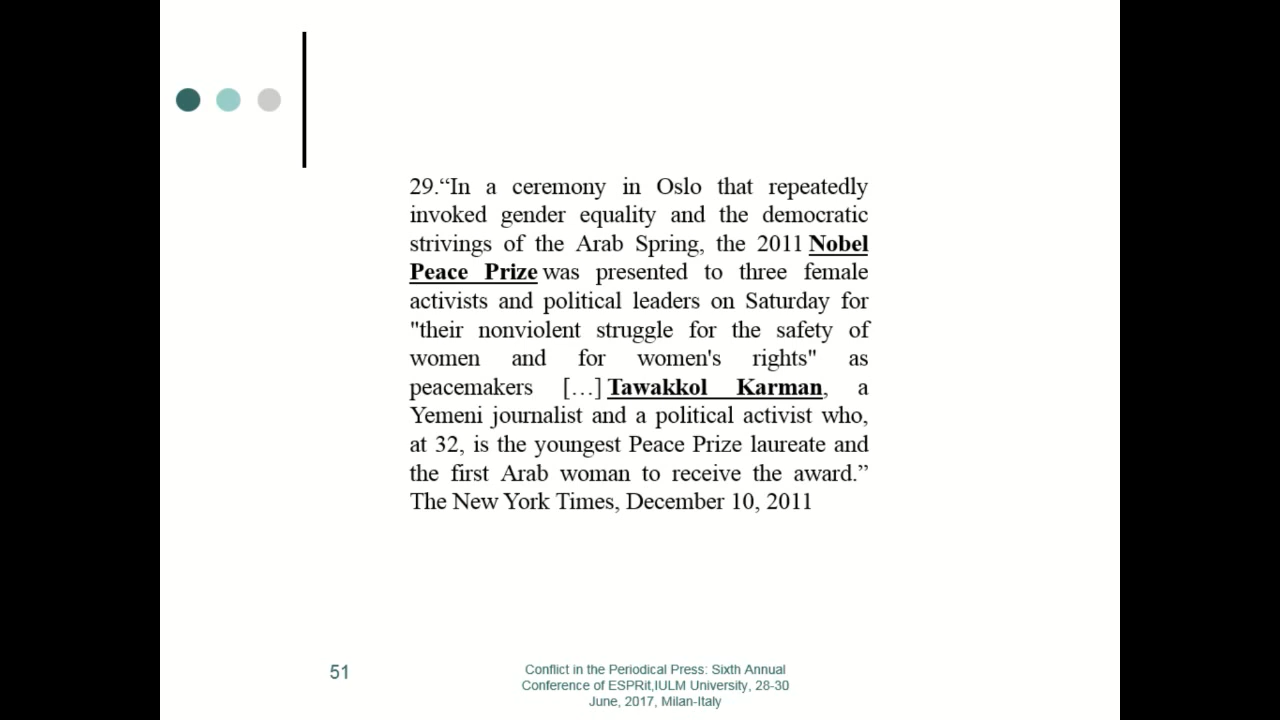 29.“In a ceremony in Oslo that repeatedly
invoked gender equality and the democratic
strivings of the Arab Spring, the 2011 Nobel
Peace Prize was presented to three female
activists and political leaders on Saturday for
"their nonviolent struggle for the safety of
women and for women's rights" as
peacemakers […] Tawakkol Karman, a
Yemeni journalist and a political activist who,
at 32, is the youngest Peace Prize laureate and
the first Arab woman to receive the award.”
The New York Times, December 10, 2011
51
Conflict in the Periodical Press: Sixth Annual
Conference of ESPRit,IULM University, 28-30
June, 2017, Milan-Italy